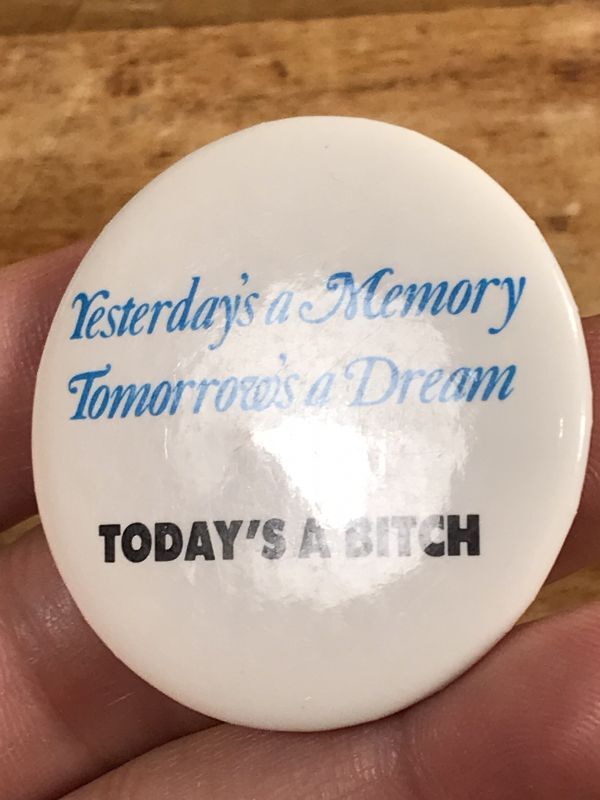 Yesterday's a Memory
Tomorrow's a Dream
TODAY'S A BITCH